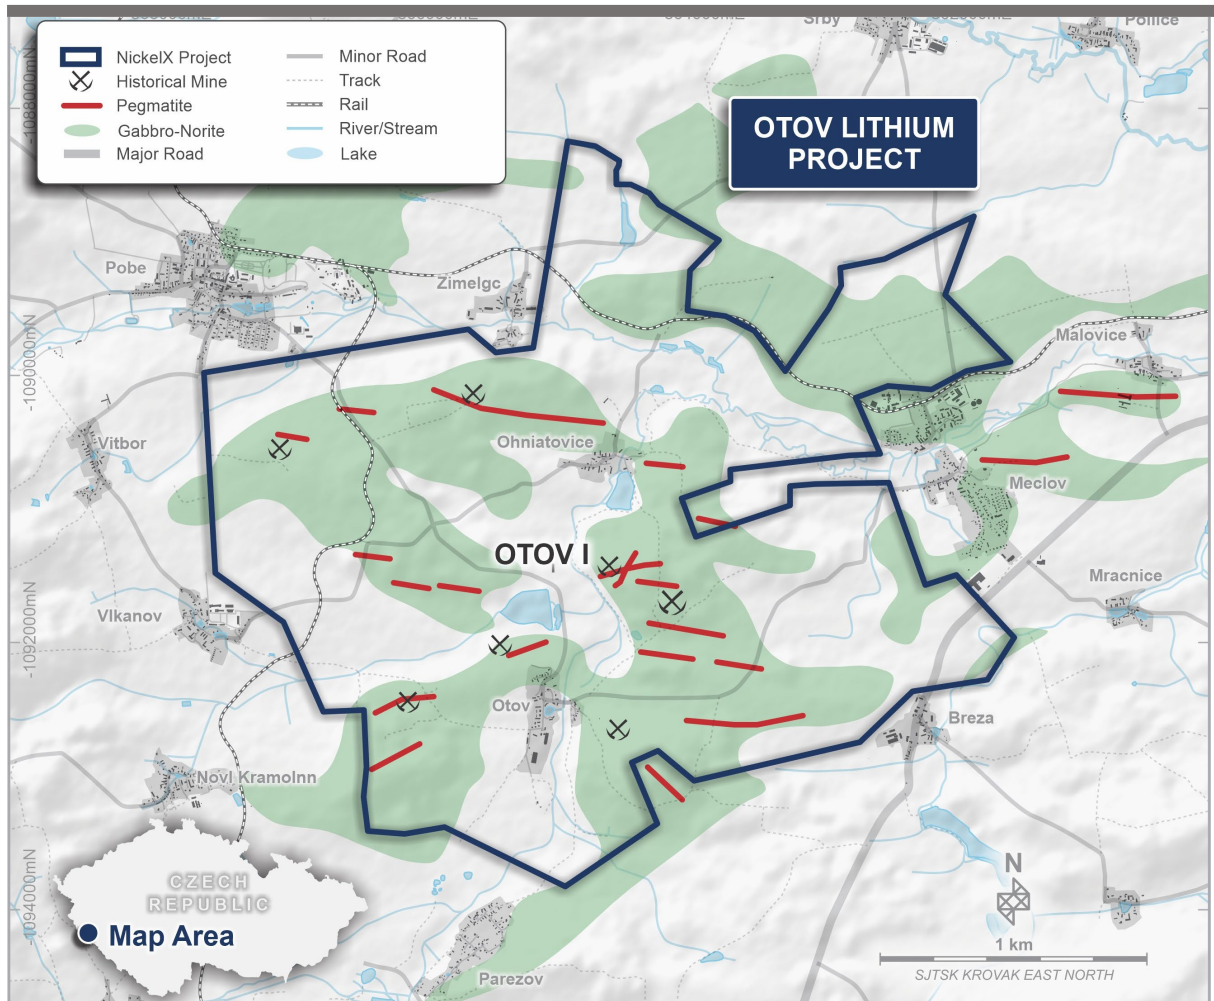 Srby
Pollice
NickelX Project
Historical Mine
Pegmatite
Gabbro-Norite
Major Road
Minor Road
Track
Rail
River/Stream
Lake
OTOV LITHIUM
PROJECT
Pobe
Zimelgc
Malovice
-1090000mN
Vitbor
Ohniatovice
Meclov
OTOV I
Mracnice
Vlkanov
-1092000mN
Otov
Breza
Novl Kramolnn
CZECH
REPUBLIC
Map Area
-1094000mN
N
1 km
SJTSK KROVAK EAST NORTH
Parezov